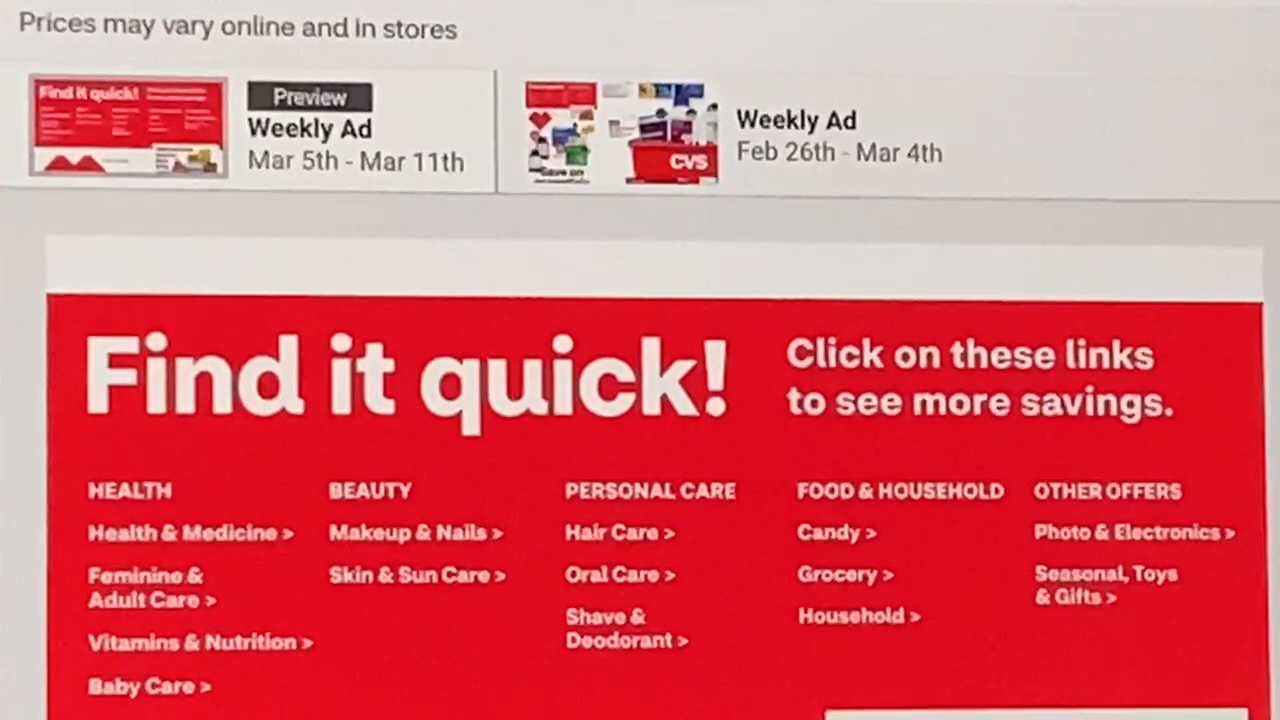 Prices may vary online and in stores
Find it quick!
Preview
Weekly Ad
Mar 5th - Mar 11th
Save on
CVS
Weekly Ad
Feb 26th - Mar 4th
Find it quick!
Click on these links
to see more savings.
HEALTH
Health & Medicine >
Feminine &
Adult Care >
Vitamins & Nutrition >
Baby Care >
BEAUTY
Makeup & Nails >
Skin & Sun Care >
PERSONAL CARE
Hair Care >
Oral Care >
Shave &
Deodorant >
FOOD & HOUSEHOLD
Candy >
Grocery >
Household >
OTHER OFFERS
Photo & Electronics >
Seasonal, Toys
& Gifts >